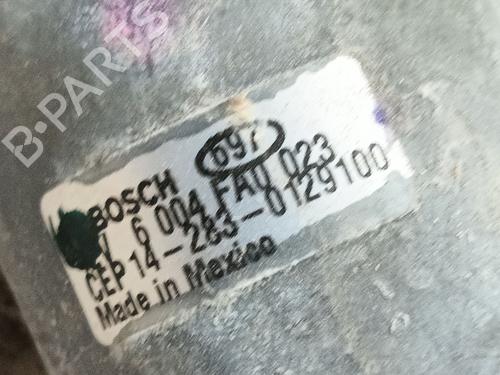 B-PARTS
BOSCH 697
V 6 004 FA0 023
CEP 14-283-0129100
Made in Mexico